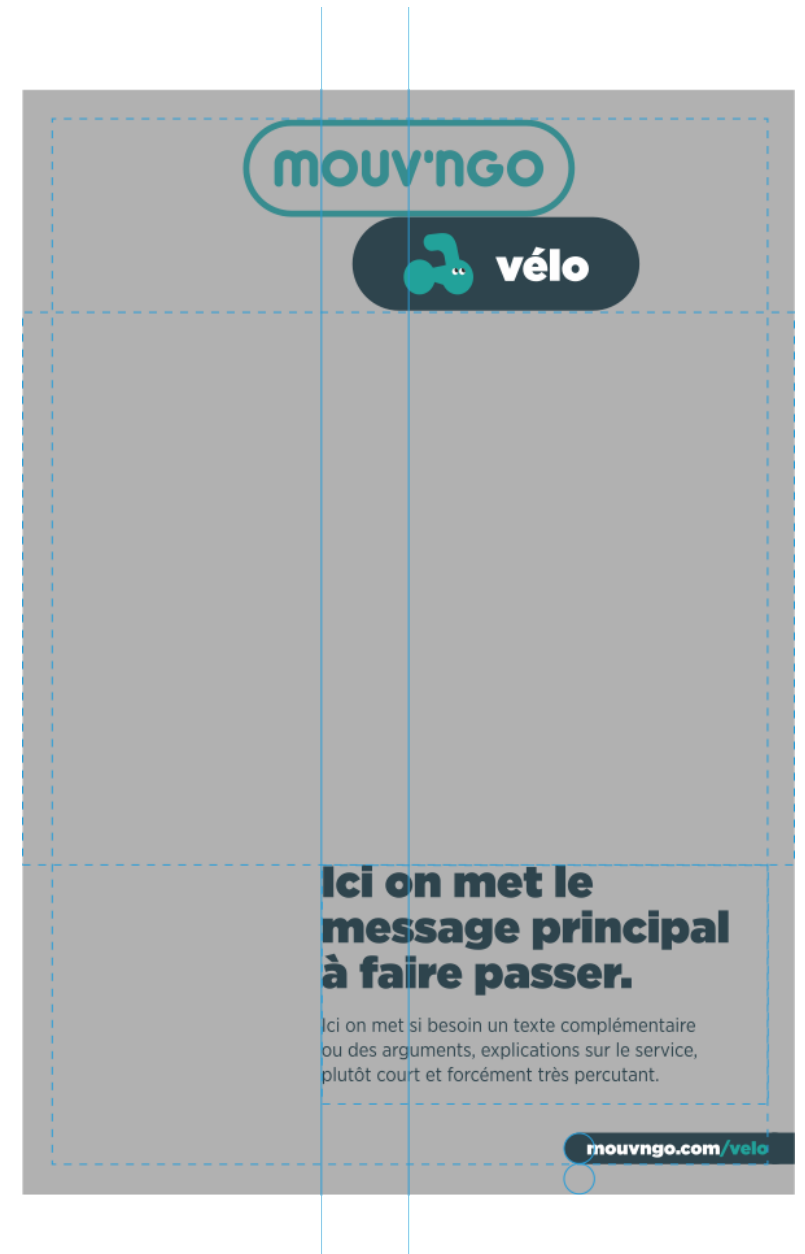 mouv'ngo
vélo
Ici on met le
message principal
à faire passer.
Ici on met si besoin un texte complémentaire
ou des arguments, explications sur le service,
plutôt court et forcément très percutant.
mouvngo.com/velo